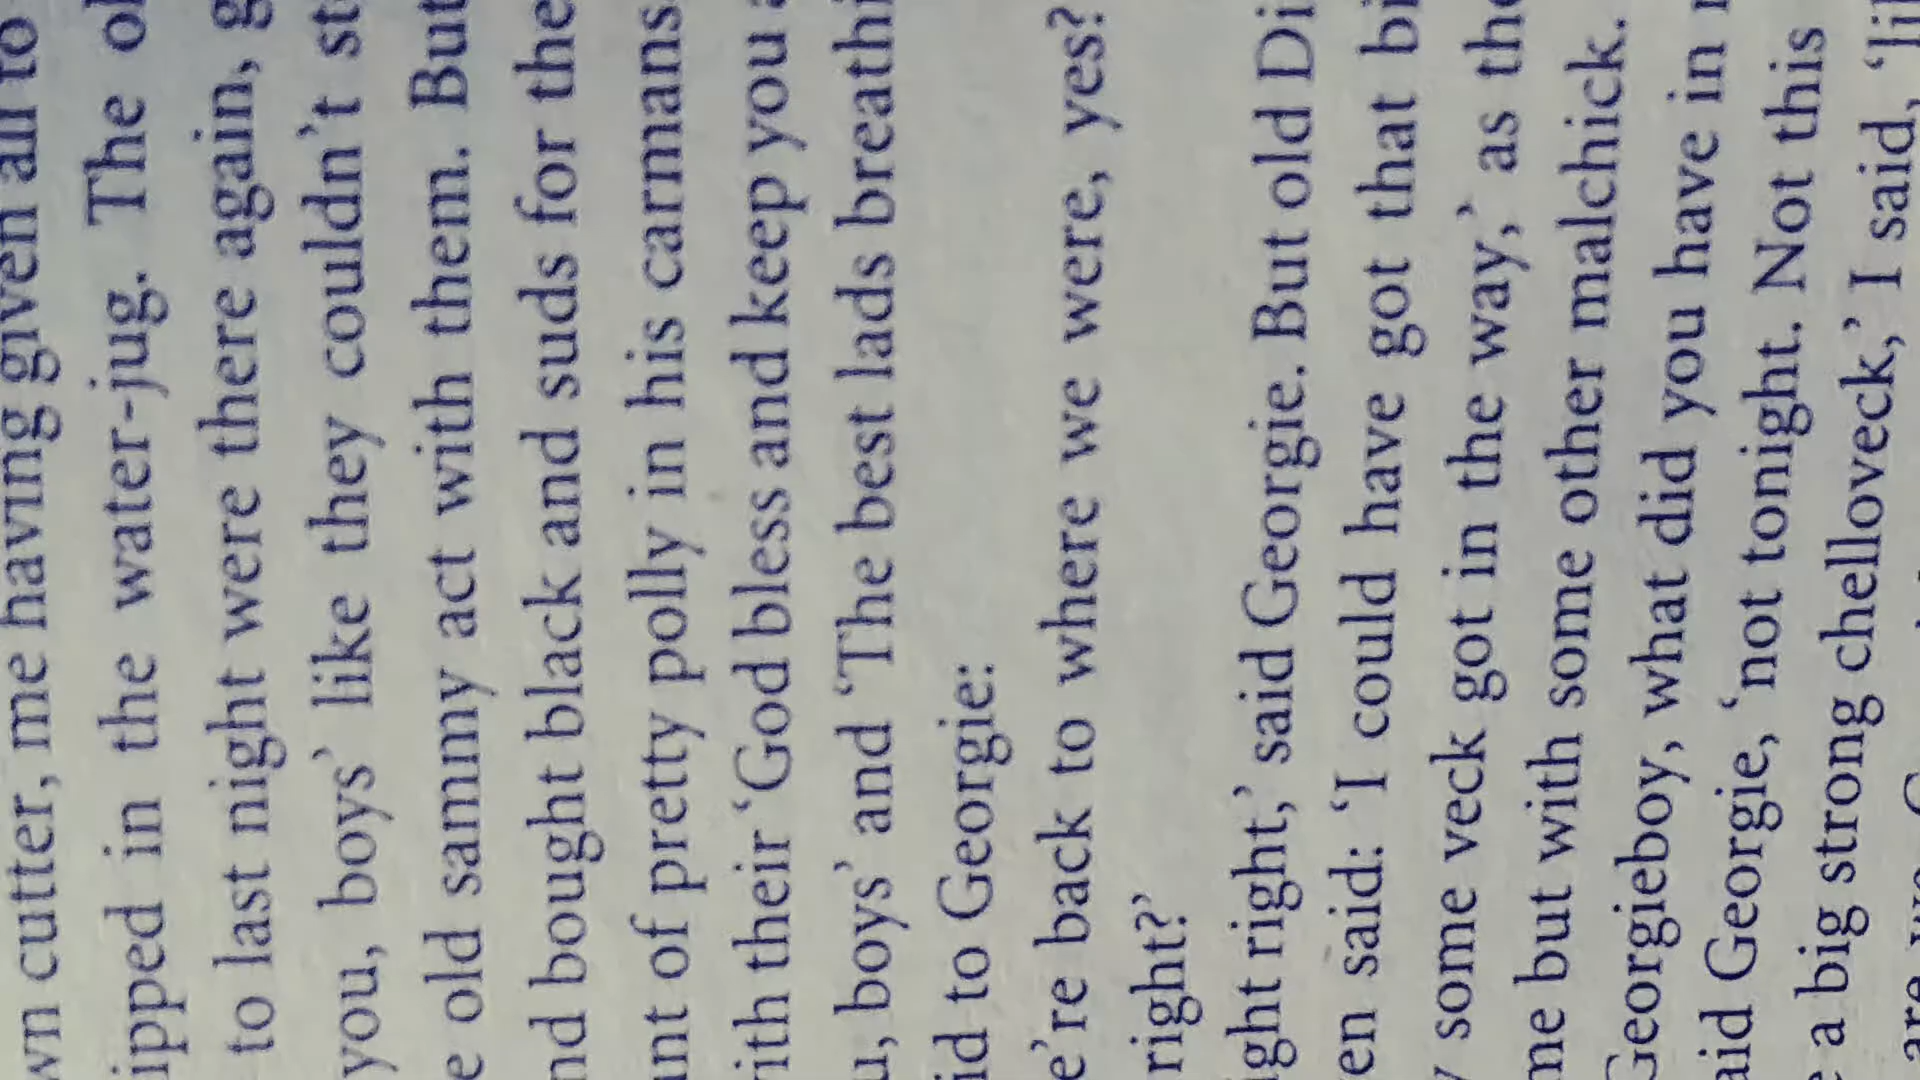 wn cutter, me having given all to
ipped in the water-jug. The ol
to last night were there again, g
you, boys' like they couldn't st
e old sammy act with them. But
nd bought black and suds for the
unt of pretty polly in his carmans
ith their 'God bless and keep you a
u, boys' and 'The best lads breathi
id to Georgie:
e're back to where we were, yes?
right?'
ght right,' said Georgie. But old Di
en said: 'I could have got that bi
y some veck got in the way,' as the
me but with some other malchick.
Georgieboy, what did you have in
aid Georgie, 'not tonight. Not this
e a big strong chelloveck,' I said, 'lik
are we, G